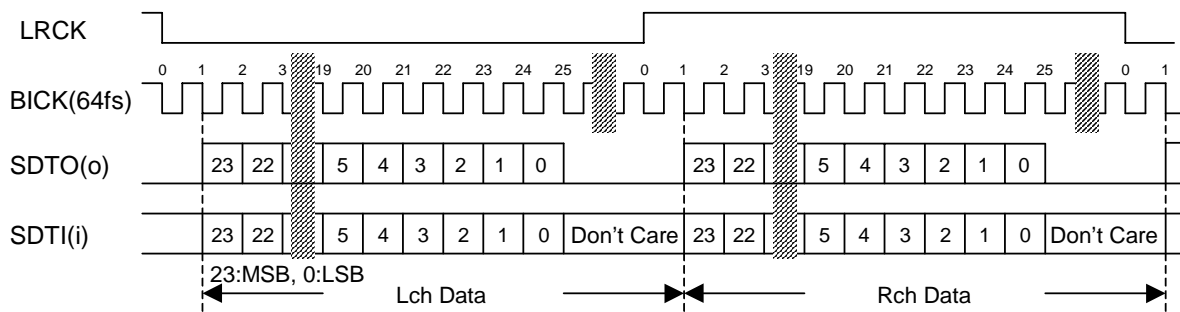 LRCK
0 1 2 3 19 20 21 22 23 24 25 0 1 2 3 19 20 21 22 23 24 25 0 1
BICK(64fs)
SDTO(o) 23 22 5 4 3 2 1 0 23 22 5 4 3 2 1 0
SDTI(i) 23 22 5 4 3 2 1 0 Don't Care 23 22 5 4 3 2 1 0 Don't Care
23:MSB, 0:LSB
Lch Data Rch Data